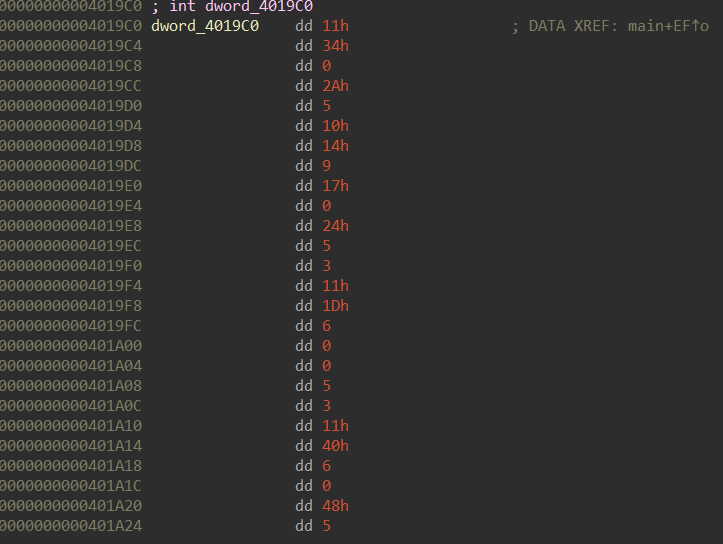 00000000004019C0 ; int dword_4019C0
00000000004019C0 dword_4019C0 dd 11h ; DATA XREF: main+EF↑o
00000000004019C4 dd 34h
00000000004019C8 dd 0
00000000004019CC dd 2Ah
00000000004019D0 dd 5
00000000004019D4 dd 10h
00000000004019D8 dd 14h
00000000004019DC dd 9
00000000004019E0 dd 17h
00000000004019E4 dd 0
00000000004019E8 dd 24h
00000000004019EC dd 5
00000000004019F0 dd 3
00000000004019F4 dd 11h
00000000004019F8 dd 1Dh
00000000004019FC dd 6
0000000000401A00 dd 0
0000000000401A04 dd 0
0000000000401A08 dd 5
0000000000401A0C dd 3
0000000000401A10 dd 11h
0000000000401A14 dd 40h
0000000000401A18 dd 6
0000000000401A1C dd 0
0000000000401A20 dd 48h
0000000000401A24 dd 5